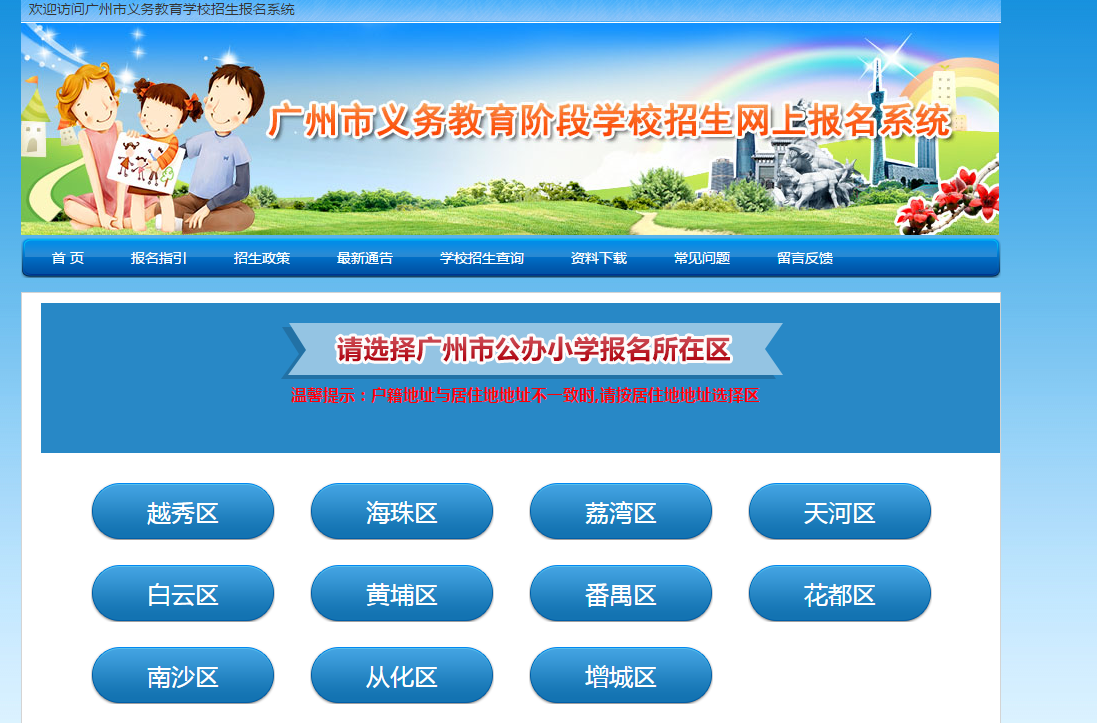 欢迎访问广州市义务教育学校招生报名系统
广州市义务教育阶段学校招生网上报名系统
首 页 报名指引 招生政策 最新通告 学校招生查询 资料下载 常见问题 留言反馈
请选择广州市公办小学报名所在区
温馨提示：户籍地址与居住地地址不一致时,请按居住地地址选择区
越秀区 海珠区 荔湾区 天河区
白云区 黄埔区 番禺区 花都区
南沙区 从化区 增城区